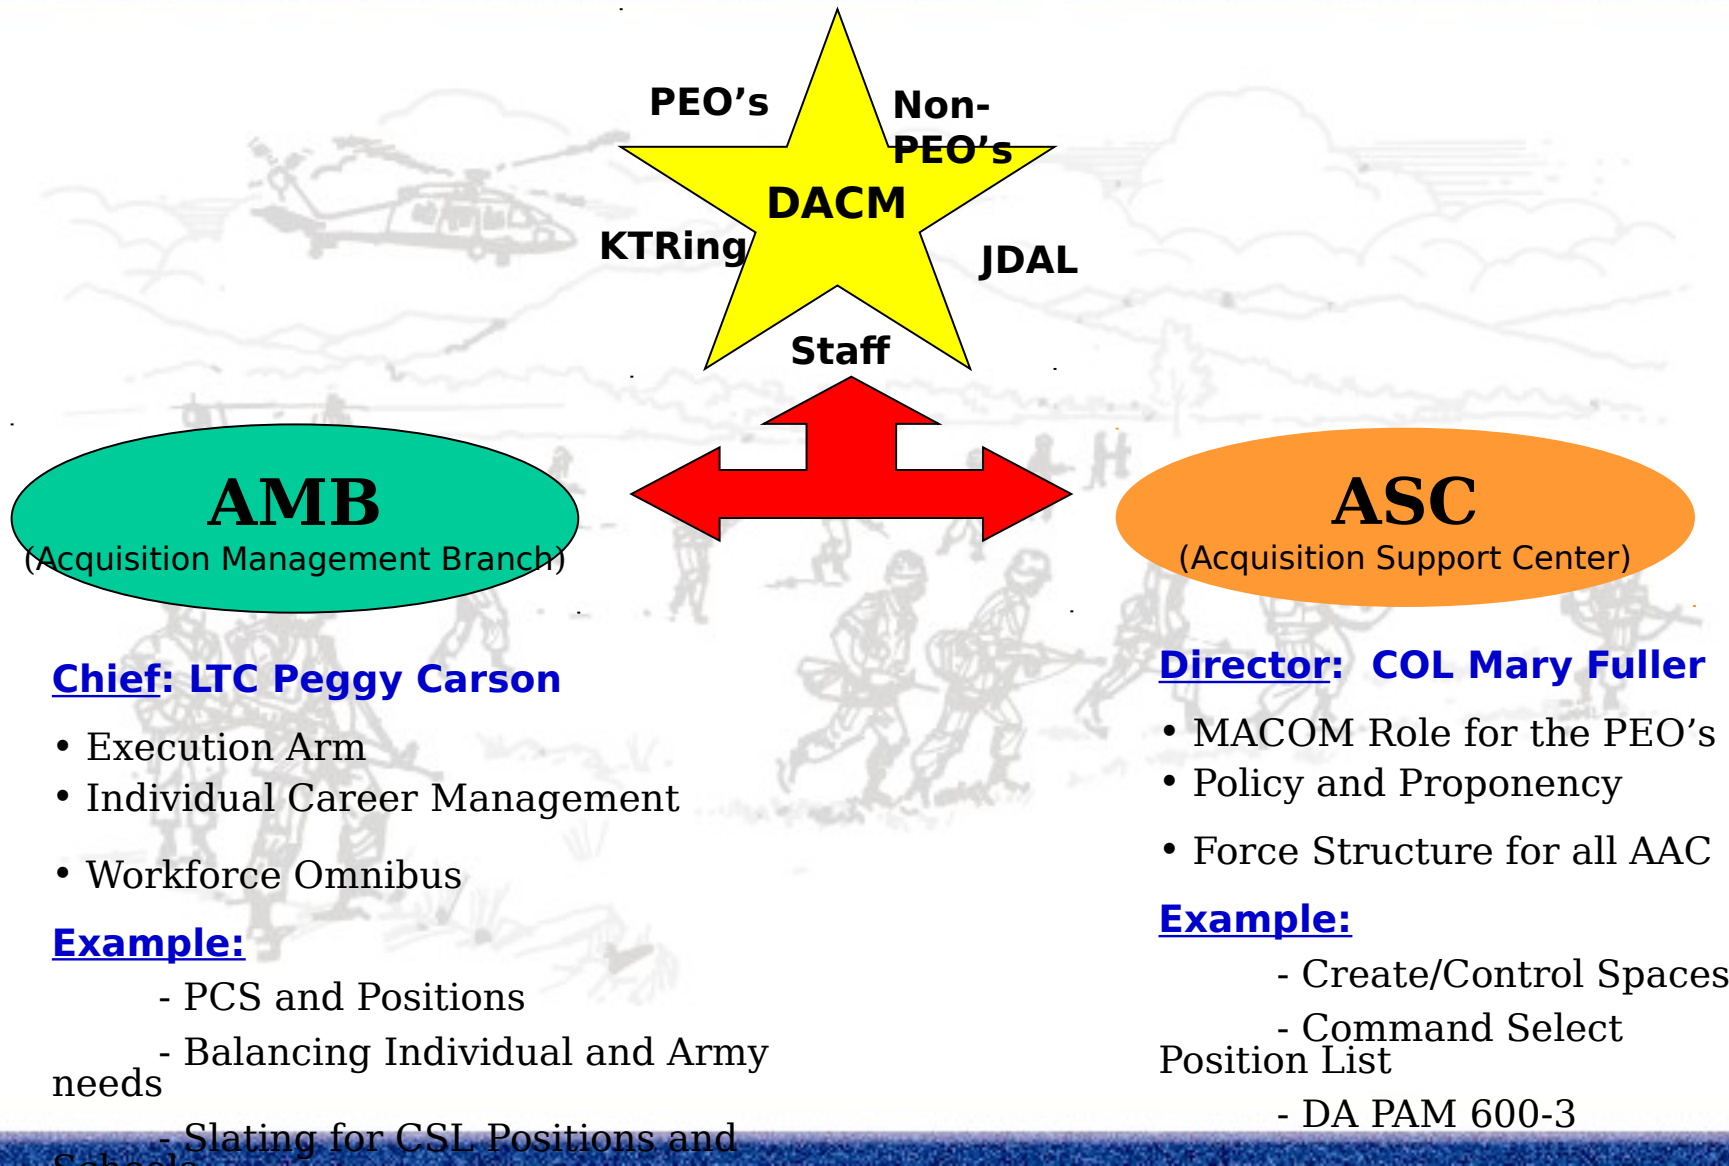 PEO’s
Non-
PEO’s
DACM
KTRing
JDAL
Staff
AMB
(Acquisition Management Branch)
ASC
(Acquisition Support Center)
Chief: LTC Peggy Carson
• Execution Arm
• Individual Career Management
• Workforce Omnibus
Example:
- PCS and Positions
- Balancing Individual and Army
needs
- Slating for CSL Positions and
Schools
Director:  COL Mary Fuller
• MACOM Role for the PEO’s
• Policy and Proponency
• Force Structure for all AAC
Example:
- Create/Control Spaces
- Command Select
Position List
- DA PAM 600-3